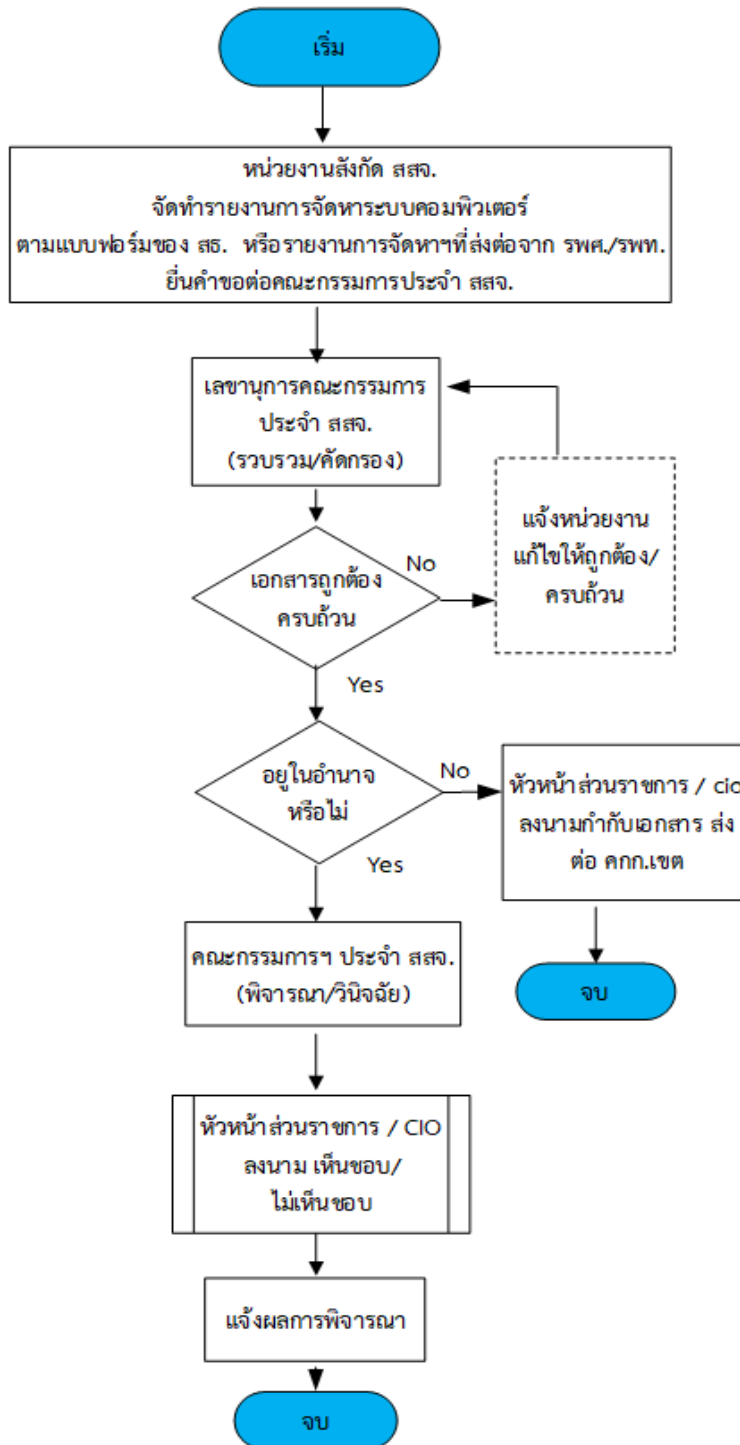 เริ่ม
หน่วยงานสังกัด สสจ.
จัดทำรายงานการจัดหาระบบคอมพิวเตอร์
ตามแบบฟอร์มของ สธ. หรือรายงานการจัดหาฯที่ส่งต่อจาก รพศ./รพท.
ยื่นคำขอต่อคณะกรรมการประจำ สสจ.
เลขานุการคณะกรรมการ
ประจำ สสจ.
(รวบรวม/คัดกรอง)
แจ้งหน่วยงาน
แก้ไขให้ถูกต้อง/
ครบถ้วน
No
เอกสารถูกต้อง
ครบถ้วน
Yes
อยู่ในอำนาจ
หรือไม่
No
หัวหน้าส่วนราชการ / cio
ลงนามกำกับเอกสาร ส่ง
ต่อ คกก.เขต
Yes
คณะกรรมการฯ ประจำ สสจ.
(พิจารณา/วินิจฉัย)
จบ
หัวหน้าส่วนราชการ / CIO
ลงนาม เห็นชอบ/
ไม่เห็นชอบ
แจ้งผลการพิจารณา
จบ